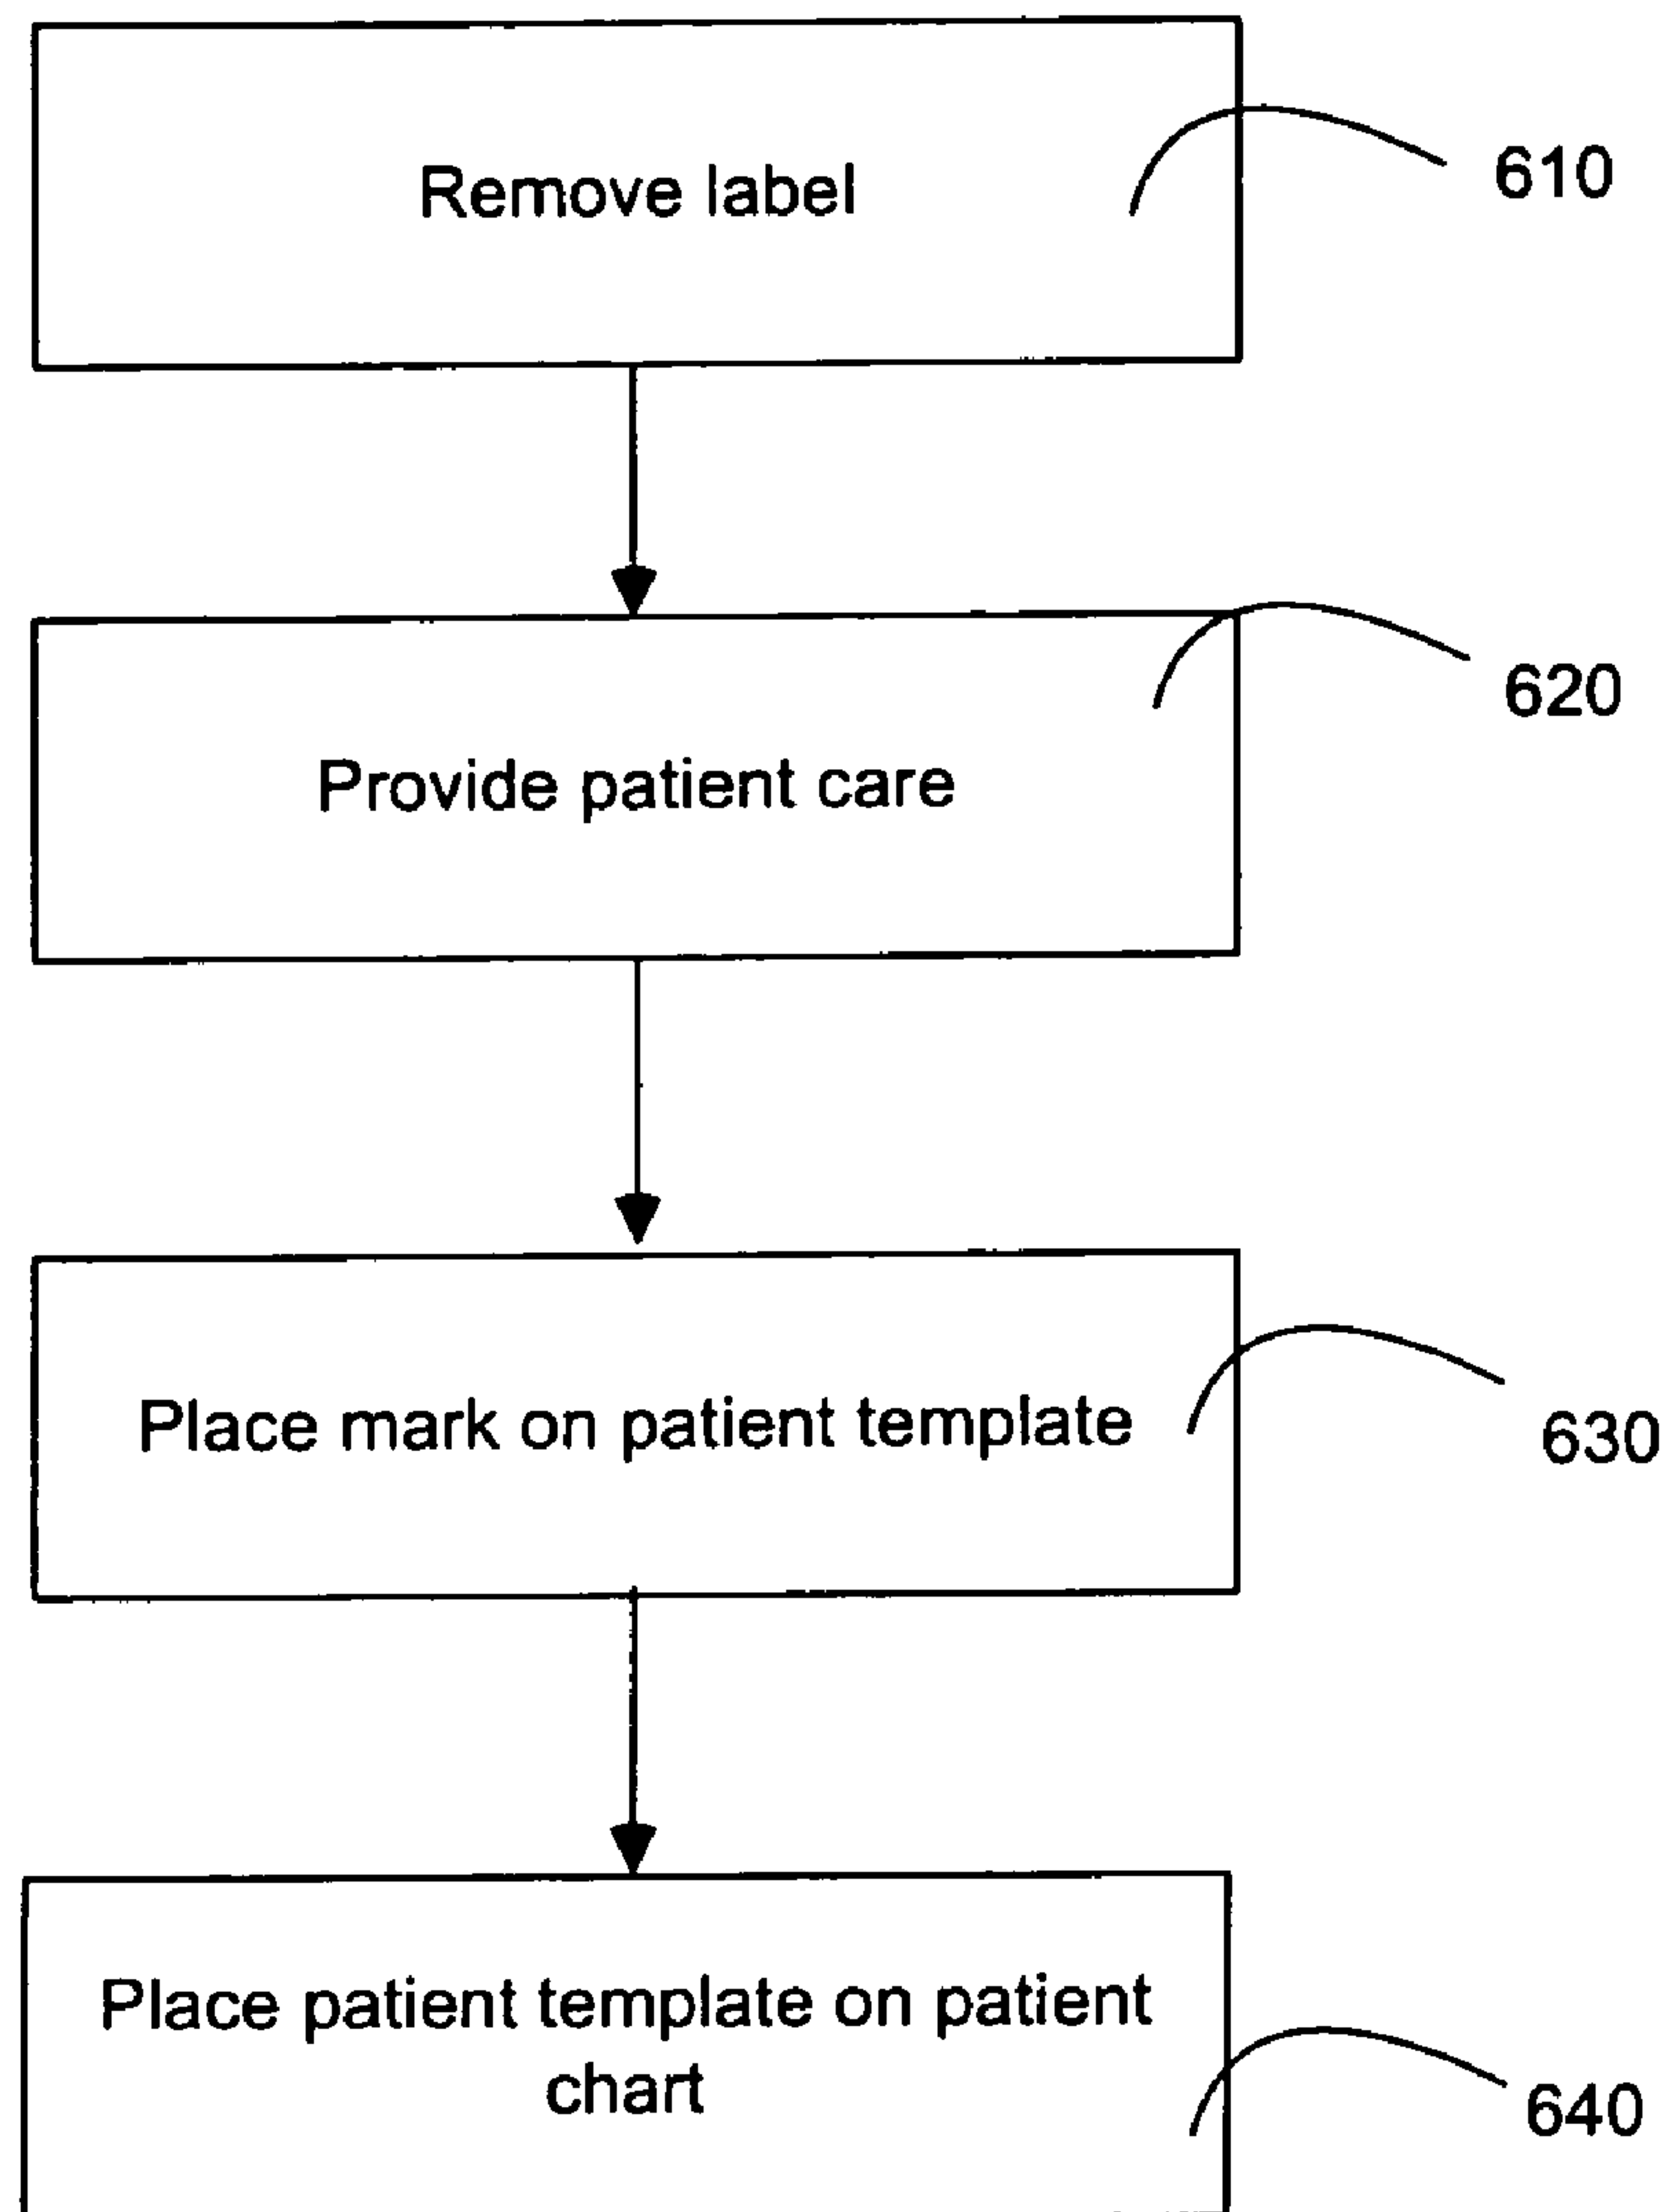 Remove label
610
Provide patient care
620
Place mark on patient template
630
Place patient template on patient
chart
640